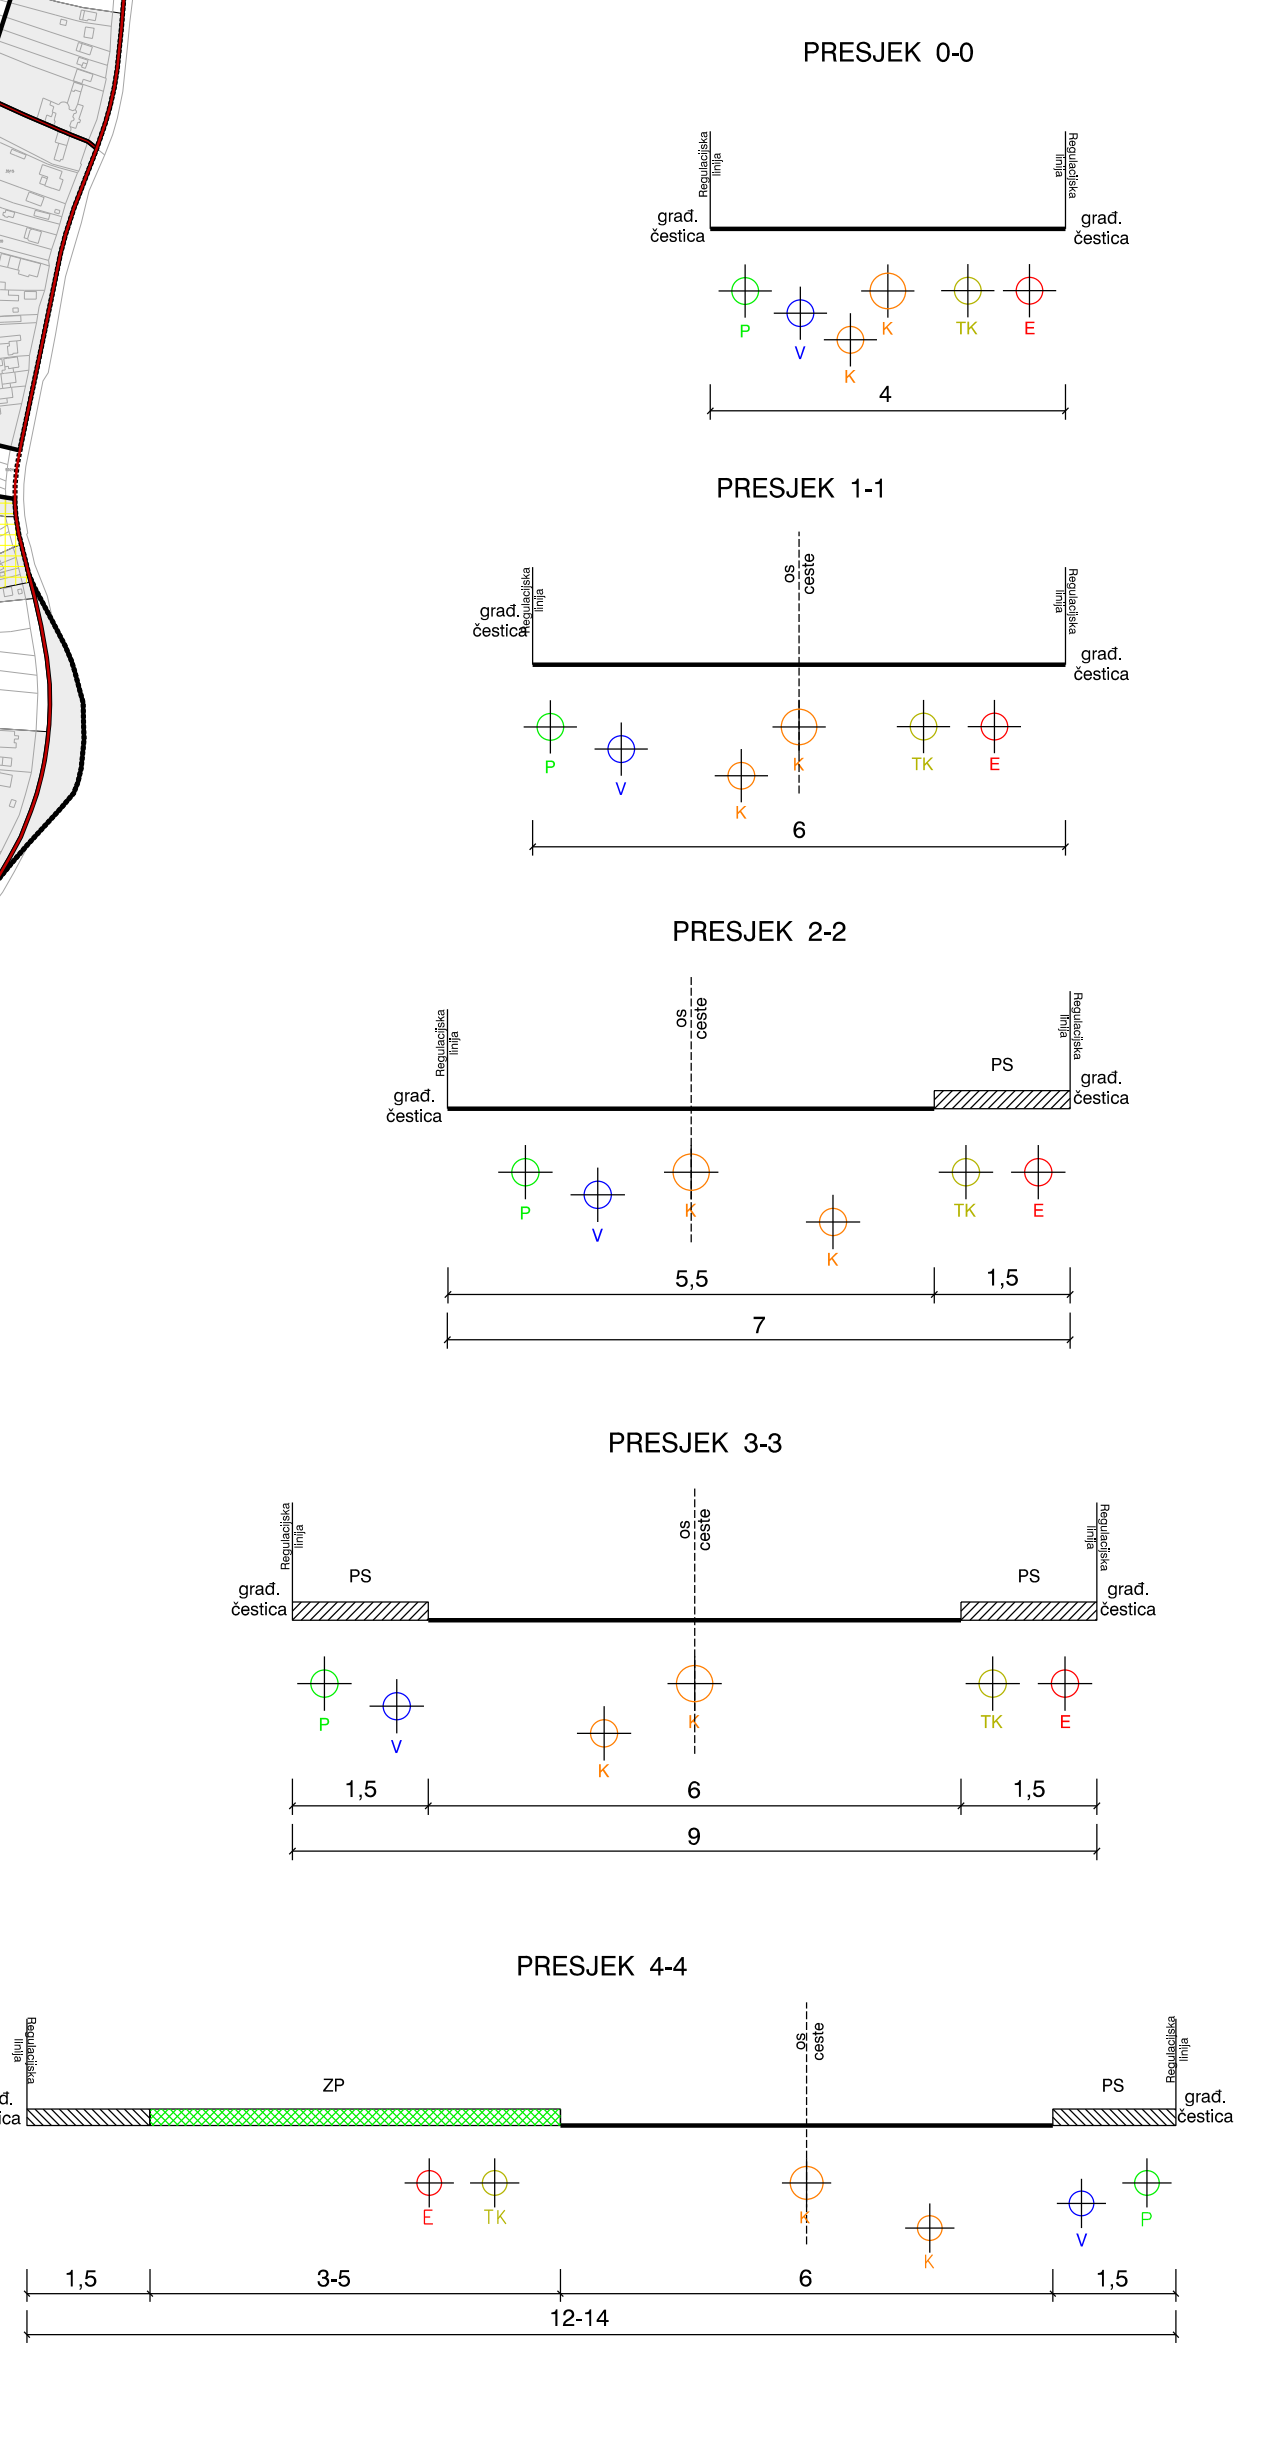 PRESJEK 0-0
Regulacijska
linija
Regulacijska
linija
građ.
čestica
građ.
čestica
P
V
K
K
TK
E
4
PRESJEK 1-1
os
ceste
Regulacijska
linija
Regulacijska
linija
građ.
čestica
građ.
čestica
P
V
K
K
TK
E
6
PRESJEK 2-2
os
ceste
Regulacijska
linija
Regulacijska
linija
PS
građ.
čestica
građ.
čestica
P
V
K
K
TK
E
5,5
1,5
7
PRESJEK 3-3
os
ceste
Regulacijska
linija
Regulacijska
linija
PS
PS
građ.
čestica
građ.
čestica
P
V
K
K
TK
E
1,5
6
1,5
9
PRESJEK 4-4
os
ceste
Regulacijska
linija
Regulacijska
linija
ZP
PS
đ.
ica
građ.
čestica
E
TK
K
K
V
P
1,5
3-5
6
1,5
12-14